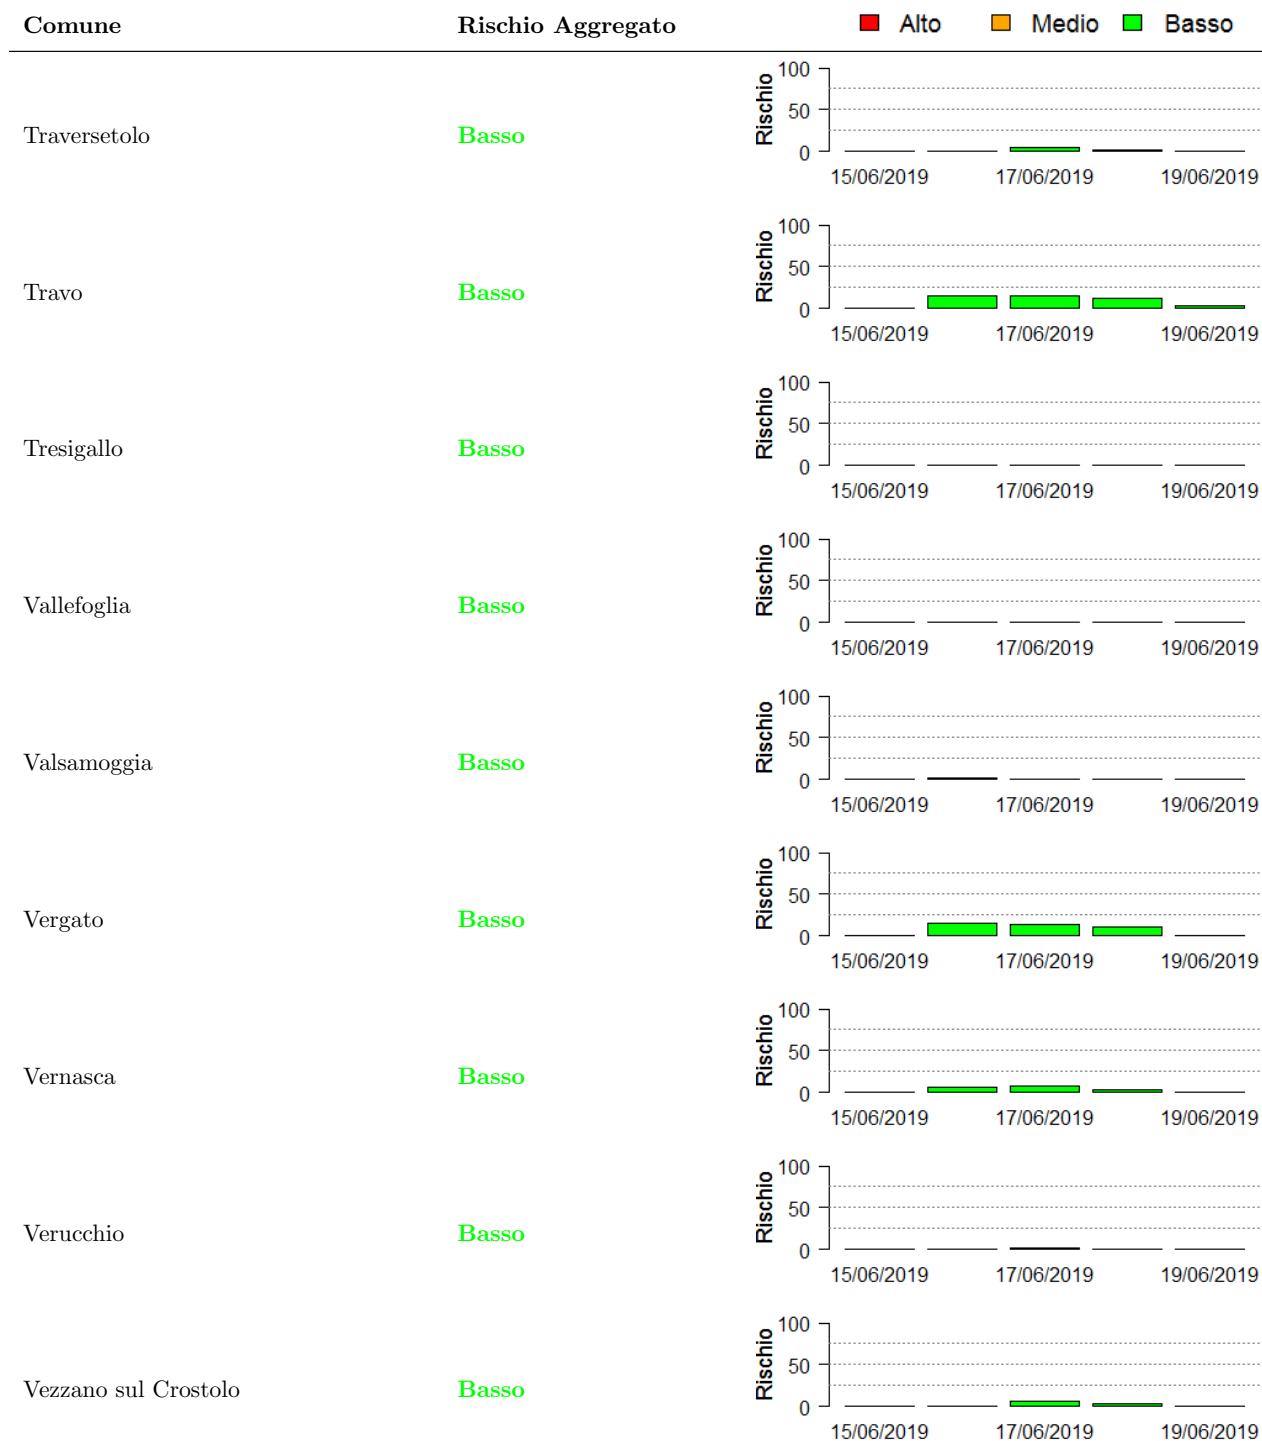 Comune Rischio Aggregato Alto Medio Basso
Traversetolo Basso
Rischio
100
50
0
15/06/2019 17/06/2019 19/06/2019
Travo Basso
Rischio
100
50
0
15/06/2019 17/06/2019 19/06/2019
Tresigallo Basso
Rischio
100
50
0
15/06/2019 17/06/2019 19/06/2019
Vallefoglia Basso
Rischio
100
50
0
15/06/2019 17/06/2019 19/06/2019
Valsamoggia Basso
Rischio
100
50
0
15/06/2019 17/06/2019 19/06/2019
Vergato Basso
Rischio
100
50
0
15/06/2019 17/06/2019 19/06/2019
Vernasca Basso
Rischio
100
50
0
15/06/2019 17/06/2019 19/06/2019
Verucchio Basso
Rischio
100
50
0
15/06/2019 17/06/2019 19/06/2019
Vezzano sul Crostolo Basso
Rischio
100
50
0
15/06/2019 17/06/2019 19/06/2019